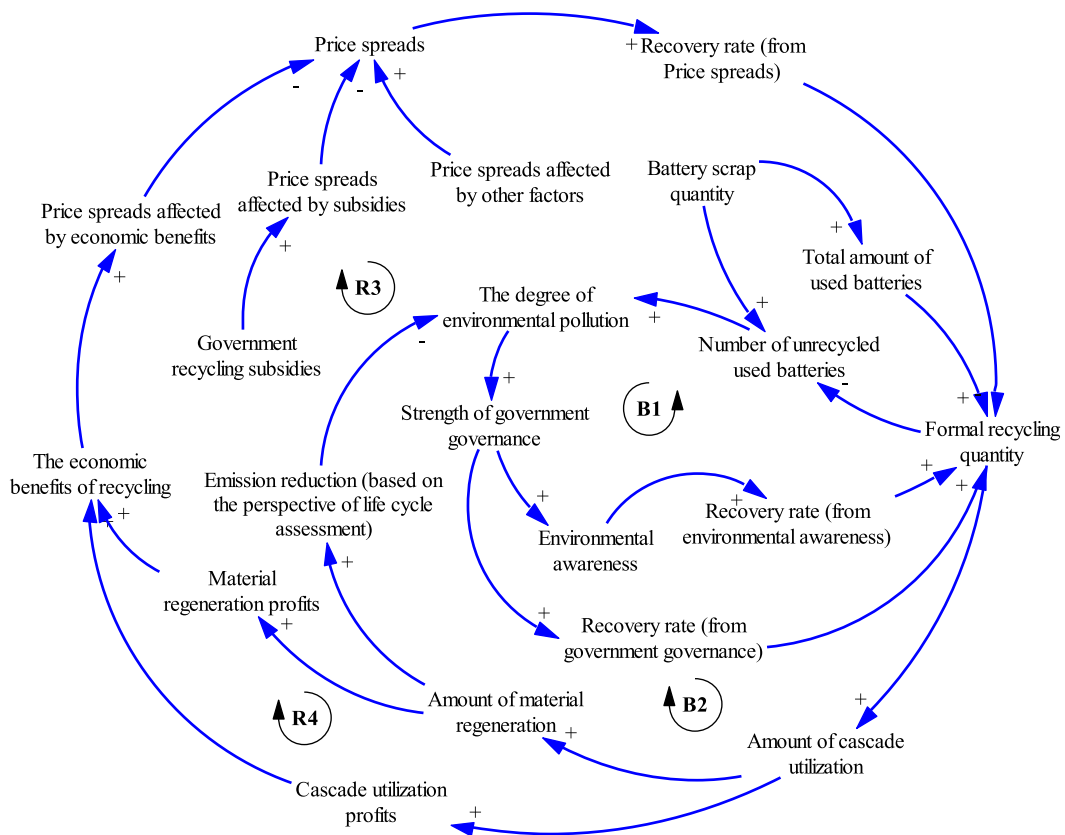 Price spreads
-
-
+
+
Recovery rate (from
Price spreads)
Price spreads affected
by economic benefits
+
Price spreads
affected by subsidies
+
Price spreads affected
by other factors
Battery scrap
quantity
+
Total amount of
used batteries
R3
Government
recycling subsidies
The degree of
environmental pollution
-
+
+
Number of unrecycled
used batteries
-
+
Strength of government
governance
B1
+
Formal recycling
quantity
+
+
The economic
benefits of recycling
+
+
Emission reduction (based on
the perspective of life cycle
assessment)
+
+
Environmental
awareness
+
Recovery rate (from
environmental awareness)
Material
regeneration profits
+
+
Recovery rate (from
government governance)
R4
Amount of material
regeneration
+
B2
+
Amount of cascade
utilization
Cascade utilization
profits
+